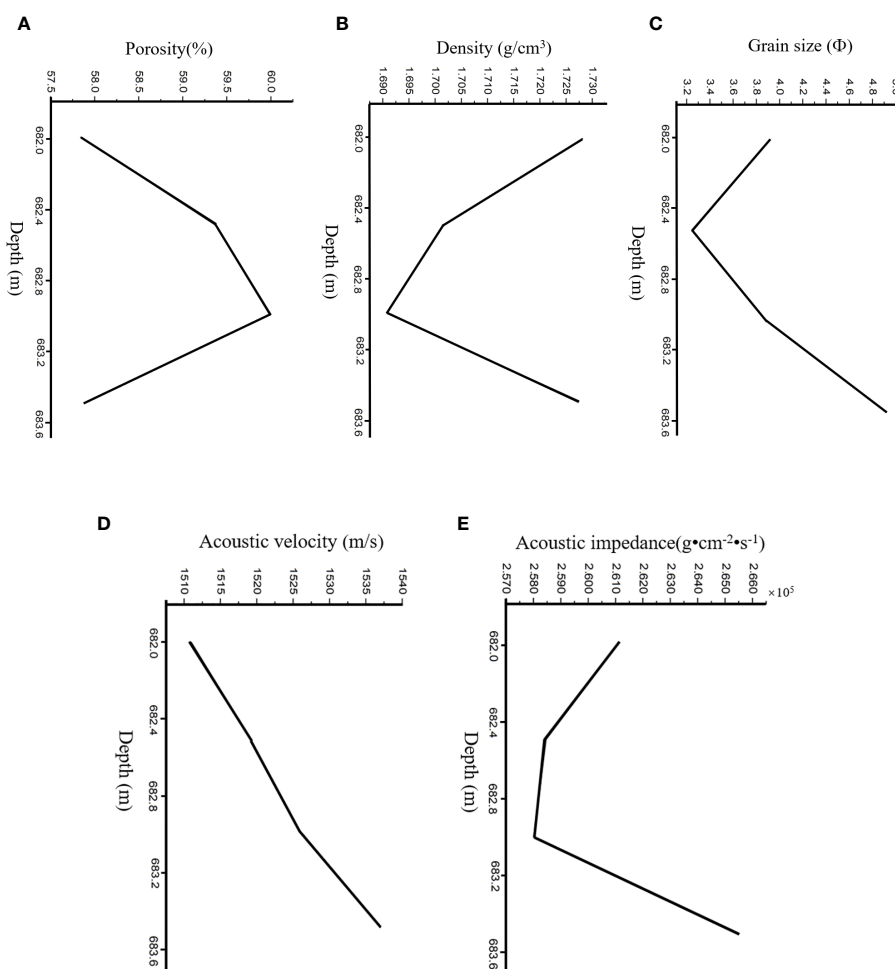 A
Porosity(%)
57.5 58.0 58.5 59.0 59.5 60.0
682.0
682.4
682.8
683.2
683.6
Depth (m)
B
Density (g/cm³)
1.690 1.695 1.700 1.705 1.710 1.715 1.720 1.725 1.730
682.0
682.4
682.8
683.2
683.6
Depth (m)
C
Grain size (Φ)
3.2 3.4 3.6 3.8 4.0 4.2 4.4 4.6 4.8
682.0
682.4
682.8
683.2
683.6
Depth (m)
D
Acoustic velocity (m/s)
1510 1515 1520 1525 1530 1535 1540
682.0
682.4
682.8
683.2
683.6
Depth (m)
E
Acoustic impedance(g•cm⁻²•s⁻¹)
2.570 2.580 2.590 2.600 2.610 2.620 2.630 2.640 2.650 2.660
×10⁵
682.0
682.4
682.8
683.2
683.6
Depth (m)